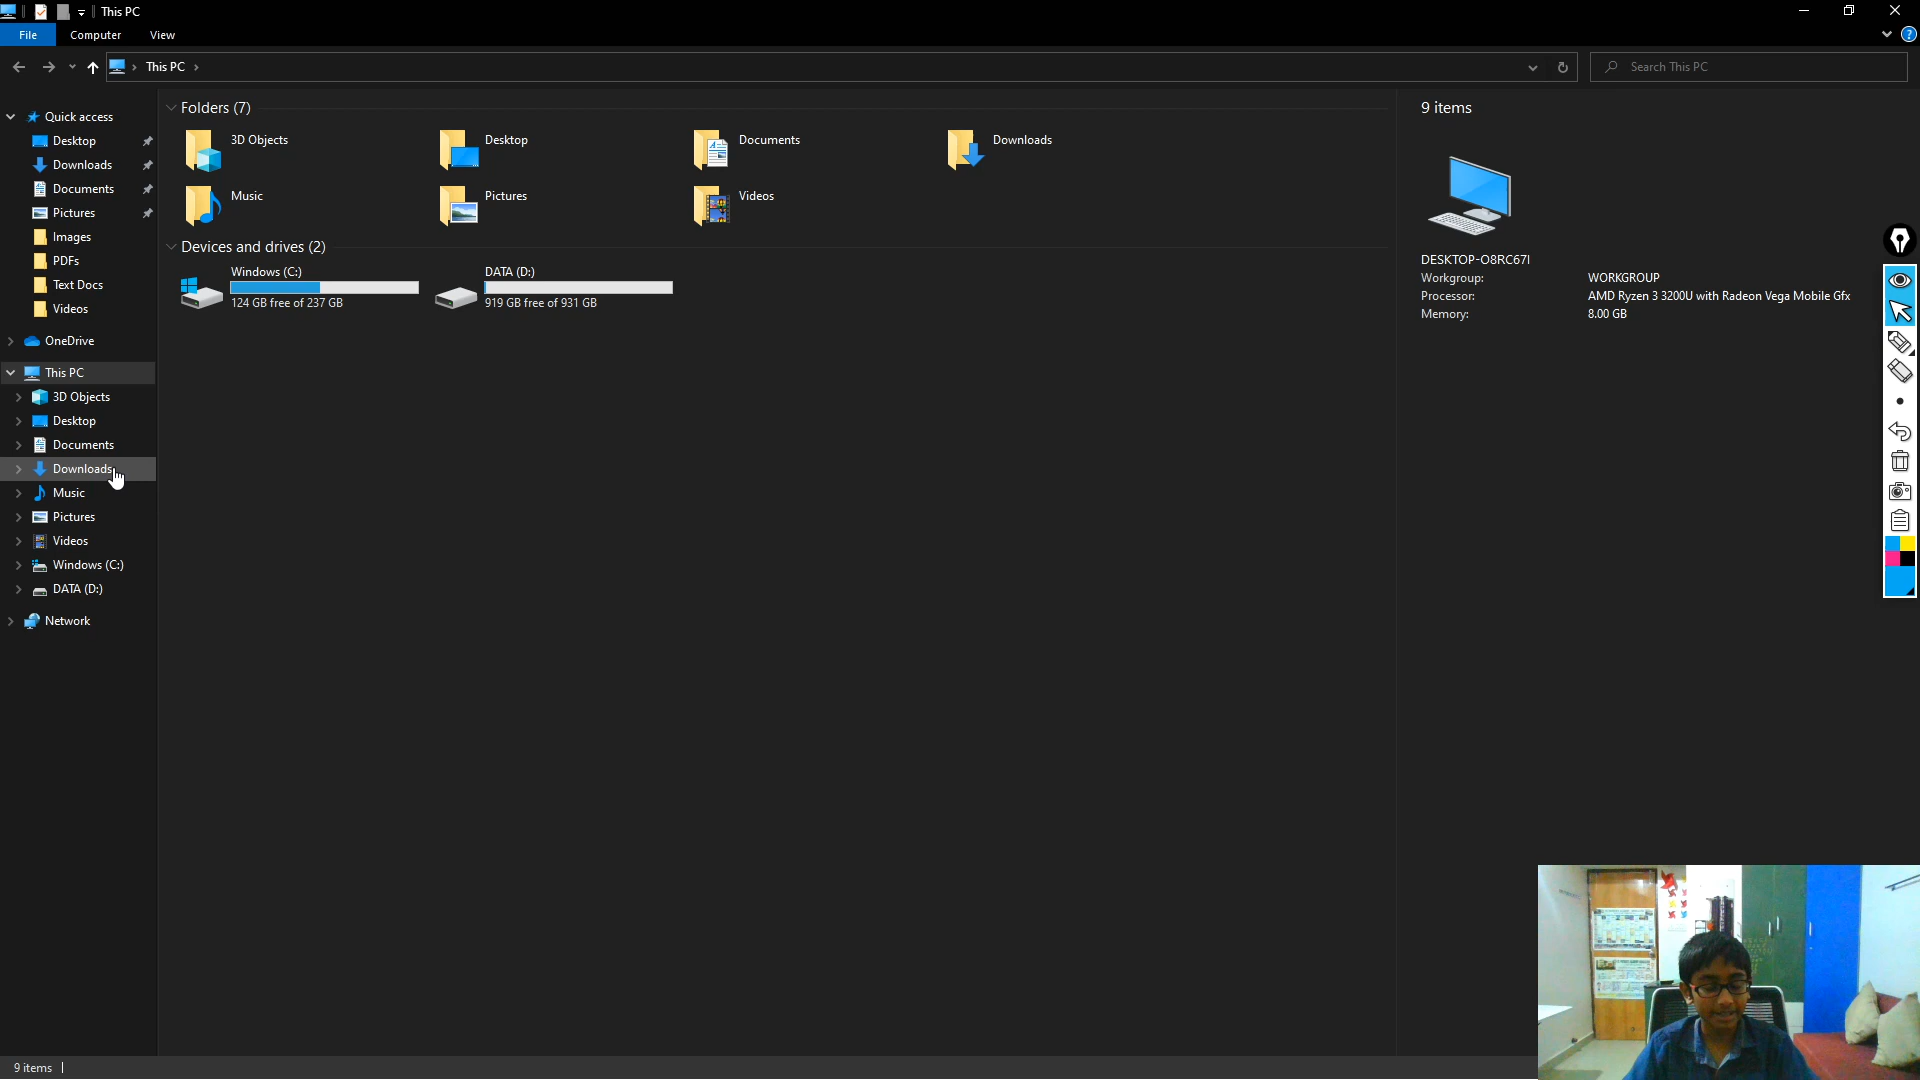 This PC
File
Computer
View
This PC
Search This PC
Quick access
Desktop
Downloads
Documents
Pictures
Images
PDFs
Text Docs
Videos
OneDrive
This PC
3D Objects
Desktop
Documents
Downloads
Music
Pictures
Videos
Windows (C:)
DATA (D:)
Network
Folders (7)
3D Objects
Desktop
Documents
Downloads
Music
Pictures
Videos
Devices and drives (2)
Windows (C:)
124 GB free of 237 GB
DATA (D:)
919 GB free of 931 GB
9 items
DESKTOP-O8RC67I
Workgroup: WORKGROUP
Processor: AMD Ryzen 3 3200U with Radeon Vega Mobile Gfx
Memory: 8.00 GB
9 items